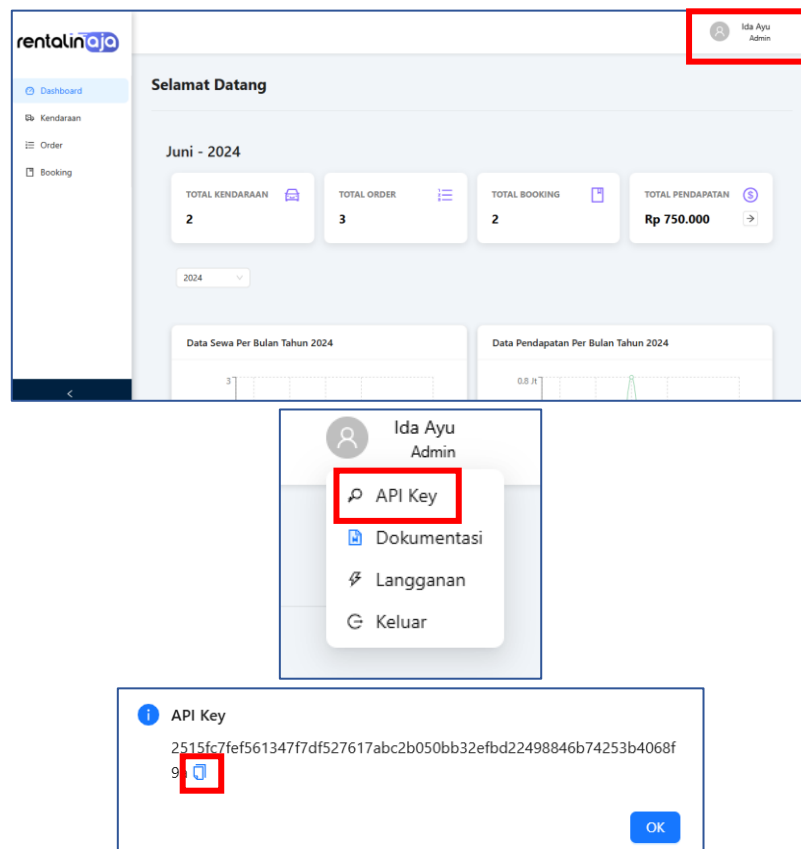 rentalinaja
Ida Ayu
Admin
Dashboard
Kendaraan
Order
Booking
Selamat Datang
Juni - 2024
TOTAL KENDARAAN
2
TOTAL ORDER
3
TOTAL BOOKING
2
TOTAL PENDAPATAN
Rp 750.000
2024
Data Sewa Per Bulan Tahun 2024
3
Data Pendapatan Per Bulan Tahun 2024
0.8 Jt
Ida Ayu
Admin
API Key
Dokumentasi
Langganan
Keluar
API Key
2515fc7fef561347f7df527617abc2b050bb32efbd22498846b74253b4068f
OK